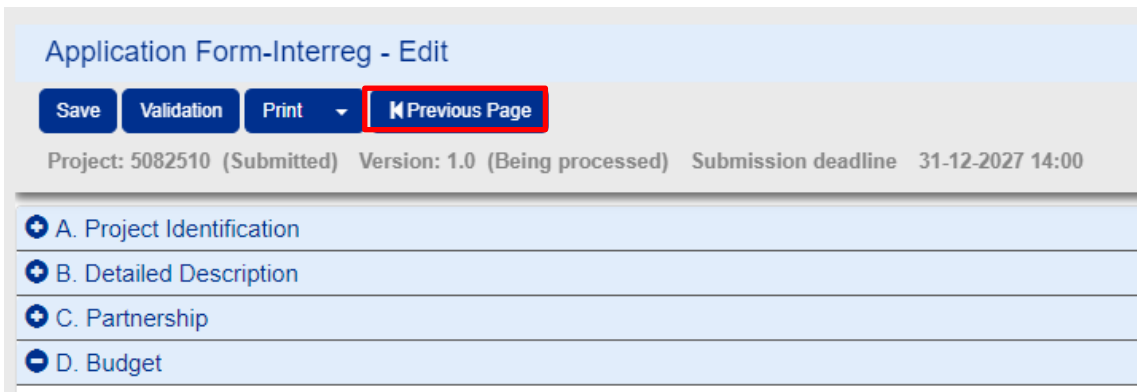 Application Form-Interreg - Edit
Save Validation Print Previous Page
Project: 5082510 (Submitted) Version: 1.0 (Being processed) Submission deadline 31-12-2027 14:00
A. Project Identification
B. Detailed Description
C. Partnership
D. Budget